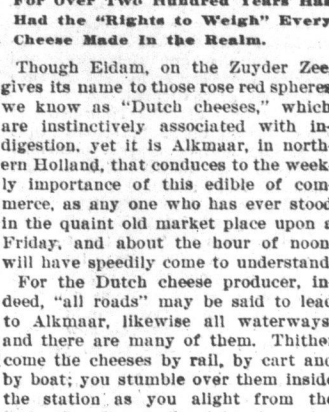 For Over Two Hundred Years Has
Had the “Rights to Weigh” Every
Cheese Made In the Realm.
Though Eldam, on the Zuyder Zee
gives its name to those rose red spheres
we know as “Dutch cheeses,” which
are instinctively associated with in-
digestion, yet it is Alkmaar, in north
ern Holland, that conduces to the week
ly importance of this edible of com
merce, as any one who has ever stood
in the quaint old market place upon a
Friday, and about the hour of noon
will have speedily come to understand
For the Dutch cheese producer, in
deed, “all roads” may be said to lead
to Alkmaar, likewise all waterways
and there are many of them. Thithe
come the cheeses by rail, by cart and
by boat; you stumble over them inside
the station as you alight from the